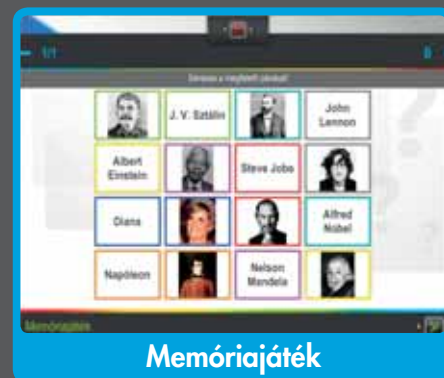 1/1
Keresse a megfelelő párokat!
J. V. Sztálin
John
Lennon
Albert
Einstein
Steve Jobs
Diana
Alfred
Nobel
Napóleon
Nelson
Mandela
Memóriajáték
Memóriajáték